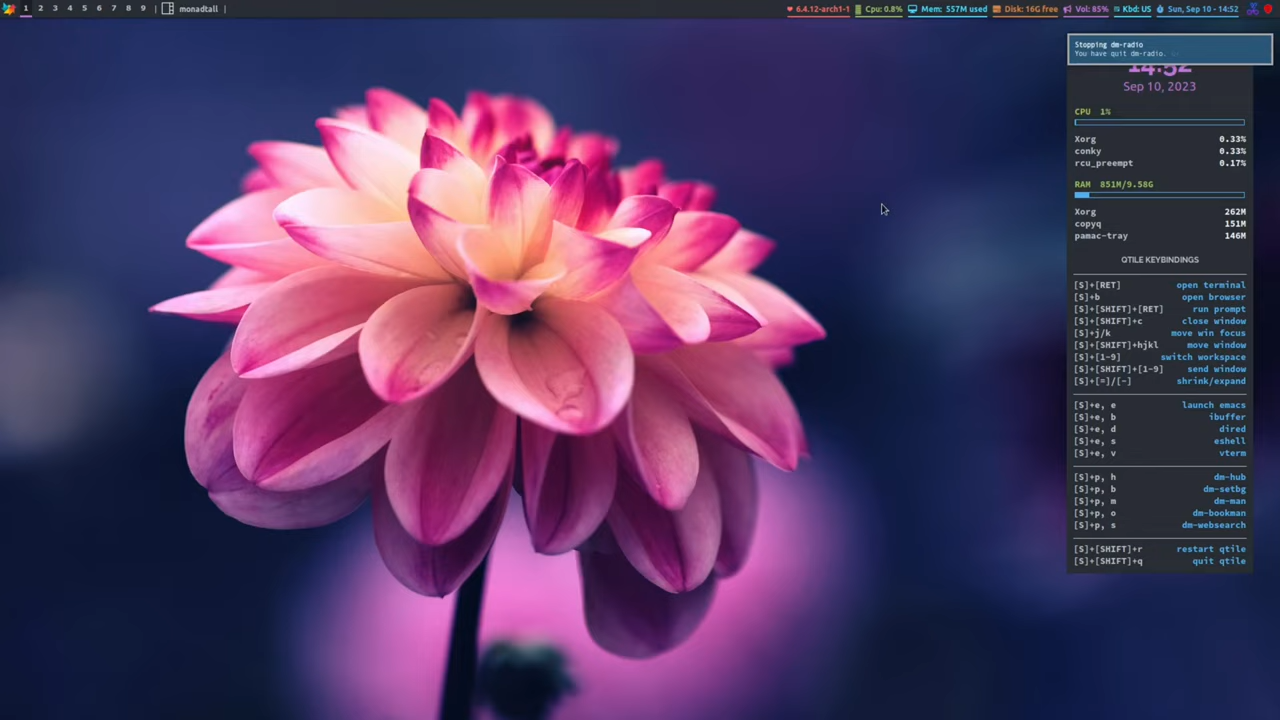 1 2 3 4 5 6 7 8 9 | monadtall |
6.4.12-arch1-1 Cpu: 0.8% Mem: 557M used Disk: 16G free Vol: 85% Kbd: US Sun, Sep 10 - 14:52
Stopping dm-radio
You have quit dm-radio.
14:52
Sep 10, 2023
CPU 1%
Xorg 0.33%
conky 0.33%
rcu_preempt 0.17%
RAM 851M/9.58G
Xorg 262M
copyq 151M
pamac-tray 146M
QTILE KEYBINDINGS
[S]+[RET] open terminal
[S]+b open browser
[S]+[SHIFT]+[RET] run prompt
[S]+[SHIFT]+c close window
[S]+j/k move win focus
[S]+[SHIFT]+hjkl move window
[S]+[1-9] switch workspace
[S]+[SHIFT]+[1-9] send window
[S]+[=]/[-] shrink/expand
[S]+e, e launch emacs
[S]+e, b ibuffer
[S]+e, d dired
[S]+e, s eshell
[S]+e, v vterm
[S]+p, h dm-hub
[S]+p, b dm-setbg
[S]+p, m dm-man
[S]+p, o dm-bookman
[S]+p, s dm-websearch
[S]+[SHIFT]+r restart qtile
[S]+[SHIFT]+q quit qtile